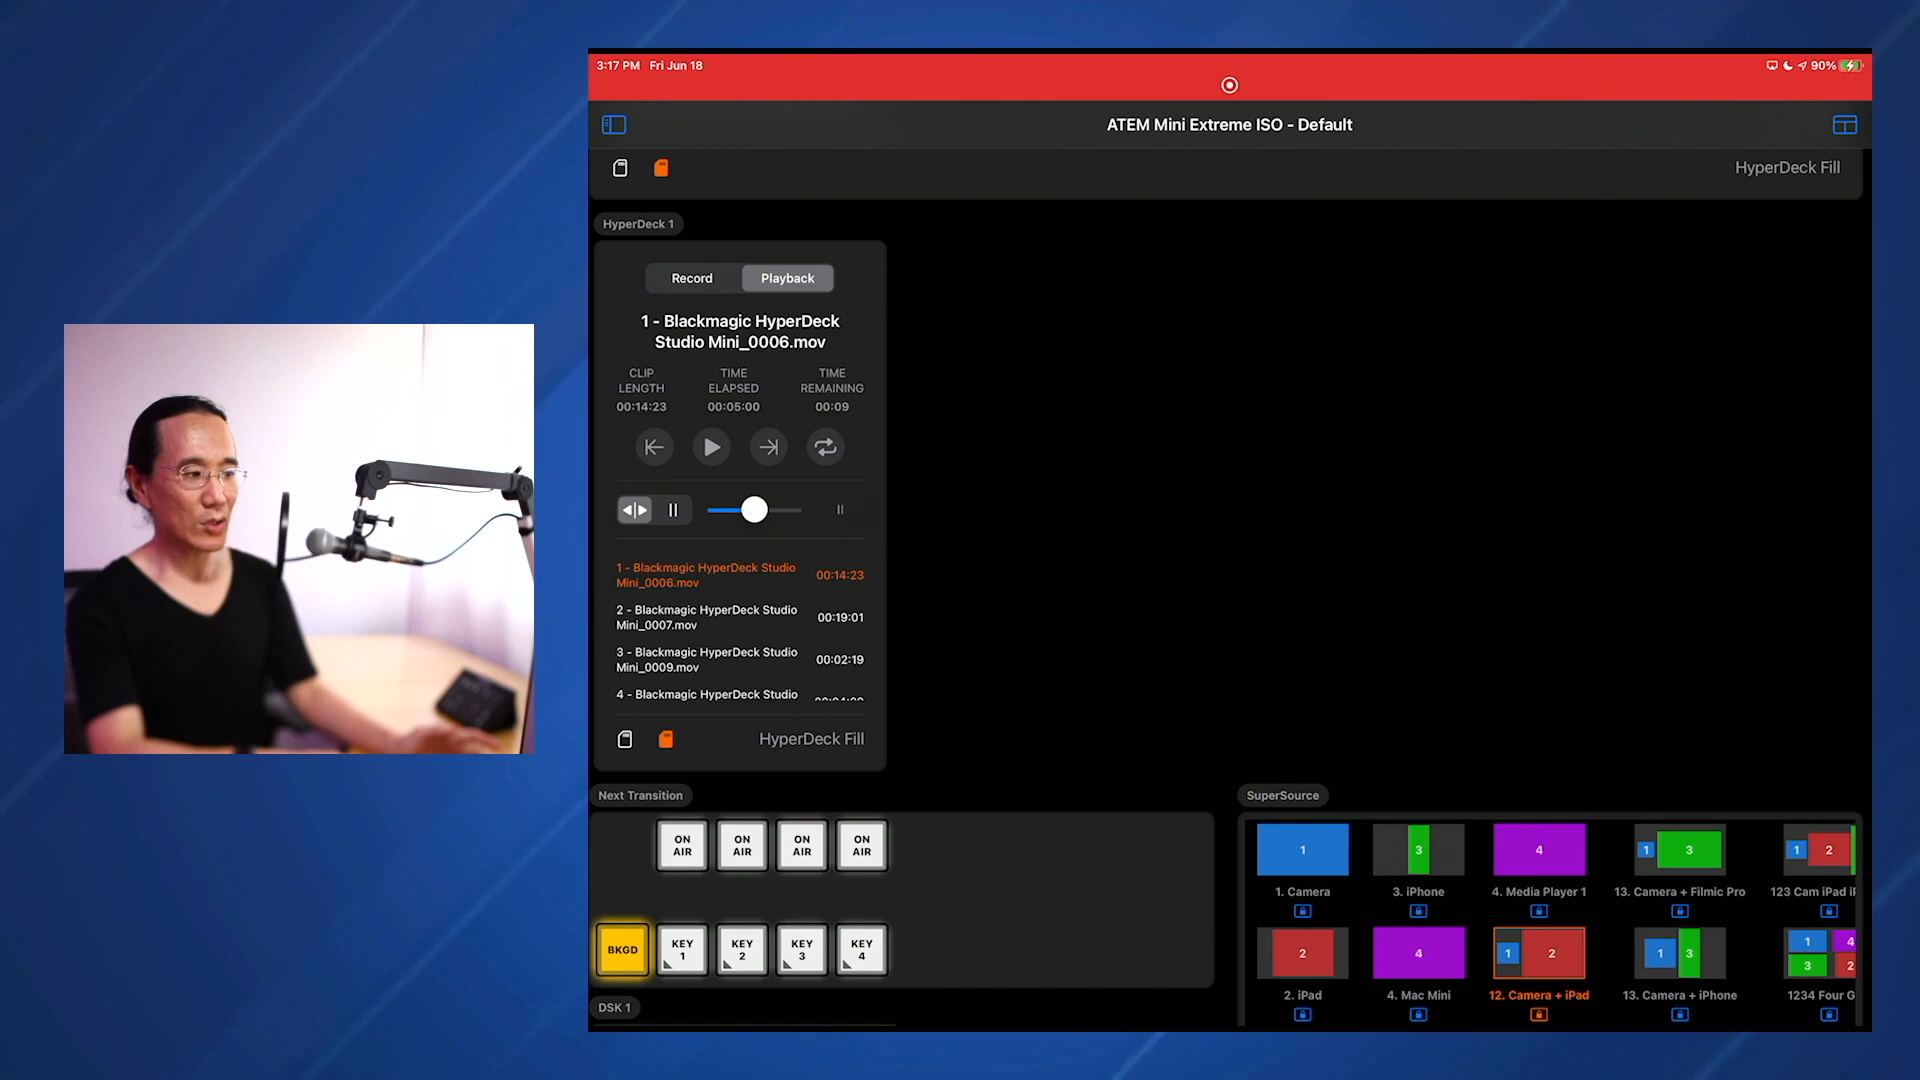 3:17 PM Fri Jun 18
90%
ATEM Mini Extreme ISO - Default
HyperDeck Fill
HyperDeck 1
Record
Playback
1 - Blackmagic HyperDeck
Studio Mini_0006.mov
CLIP
LENGTH
00:14:23
TIME
ELAPSED
00:05:00
TIME
REMAINING
00:09
1 - Blackmagic HyperDeck Studio
Mini_0006.mov
00:14:23
2 - Blackmagic HyperDeck Studio
Mini_0007.mov
00:19:01
3 - Blackmagic HyperDeck Studio
Mini_0009.mov
00:02:19
4 - Blackmagic HyperDeck Studio
HyperDeck Fill
Next Transition
ON
AIR
ON
AIR
ON
AIR
ON
AIR
BKGD
KEY
1
KEY
2
KEY
3
KEY
4
DSK 1
SuperSource
1
3
4
1 3
1 2
1. Camera
3. iPhone
4. Media Player 1
13. Camera + Filmic Pro
123 Cam iPad
2
4
1 2
1 3
1 4
3 2
2. iPad
4. Mac Mini
12. Camera + iPad
13. Camera + iPhone
1234 Four G